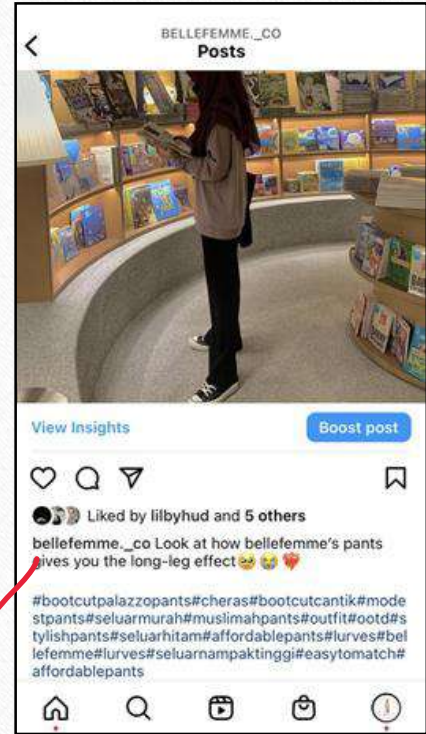 BELLEFEMME._CO
Posts
View Insights
Boost post
Liked by lilbyhud and 5 others
bellefemme._co Look at how bellefemme's pants
gives you the long-leg effect🥹😭❤️‍🔥
#bootcutpalazzopants#cheras#bootcutcantik#mode
stpants#seluarmurah#muslimahpants#outfit#ootd#s
tylishpants#seluarhitam#affordablepants#lurves#bel
lefemme#lurves#seluarnampaktinggi#easytomatch#
affordablepants